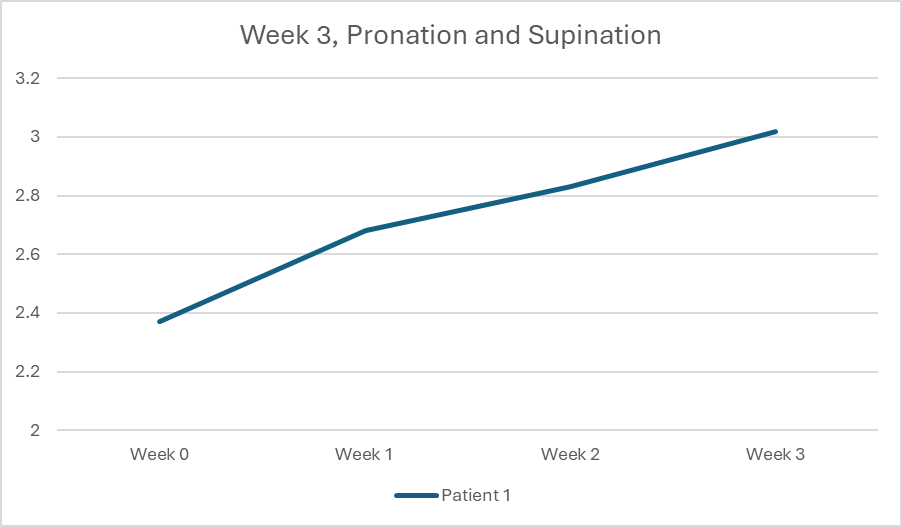 Week 3, Pronation and Supination
3.2
3
2.8
2.6
2.4
2.2
2
Week 0 Week 1 Week 2 Week 3
Patient 1